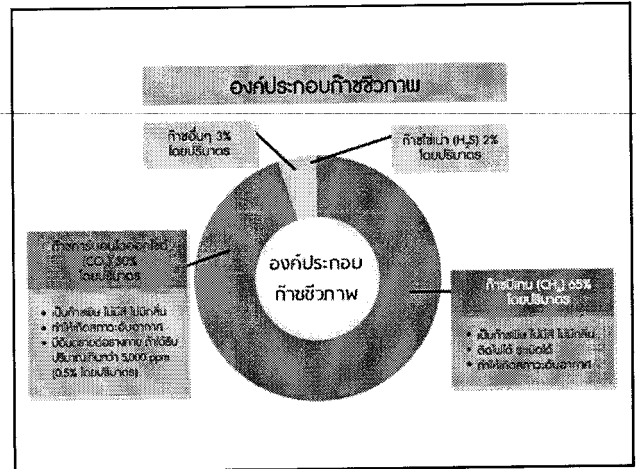 องค์ประกอบก๊าซชีวภาพ
ก๊าซอื่นๆ 3%
โดยปริมาตร
ก๊าซไข่เน่า (H₂S) 2%
โดยปริมาตร
ก๊าซคาร์บอนไดออกไซด์
(CO₂) 30%
โดยปริมาตร
• เป็นก๊าซพิษ ไม่มีสี ไม่มีกลิ่น
• ทำให้เกิดสภาวะอับอากาศ
• มีอันตรายต่อร่างกาย ถ้าได้รับ
ปริมาณเกินกว่า 5,000 ppm
(0.5% โดยปริมาตร)
องค์ประกอบ
ก๊าซชีวภาพ
ก๊าซมีเทน (CH₄) 65%
โดยปริมาตร
• เป็นก๊าซพิษ ไม่มีสี ไม่มีกลิ่น
• ติดไฟได้ ระเบิดได้
• ทำให้เกิดสภาวะอับอากาศ